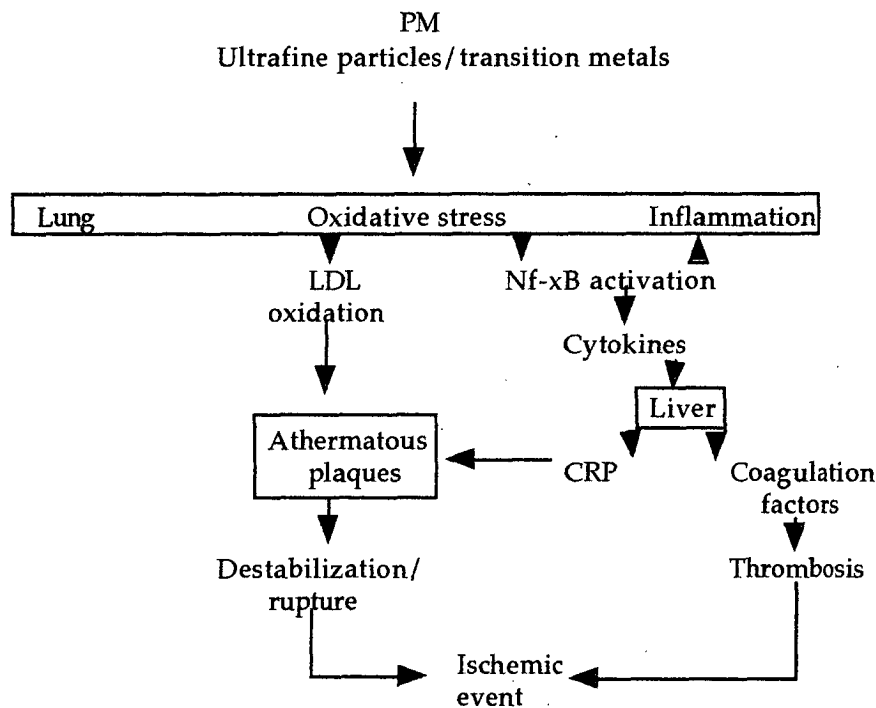 PM
Ultrafine particles/transition metals
Lung Oxidative stress Inflammation
LDL
oxidation
Nf-xB activation
Cytokines
Liver
Athermatous
plaques
CRP
Coagulation
factors
Destabilization/
rupture
Thrombosis
Ischemic
event